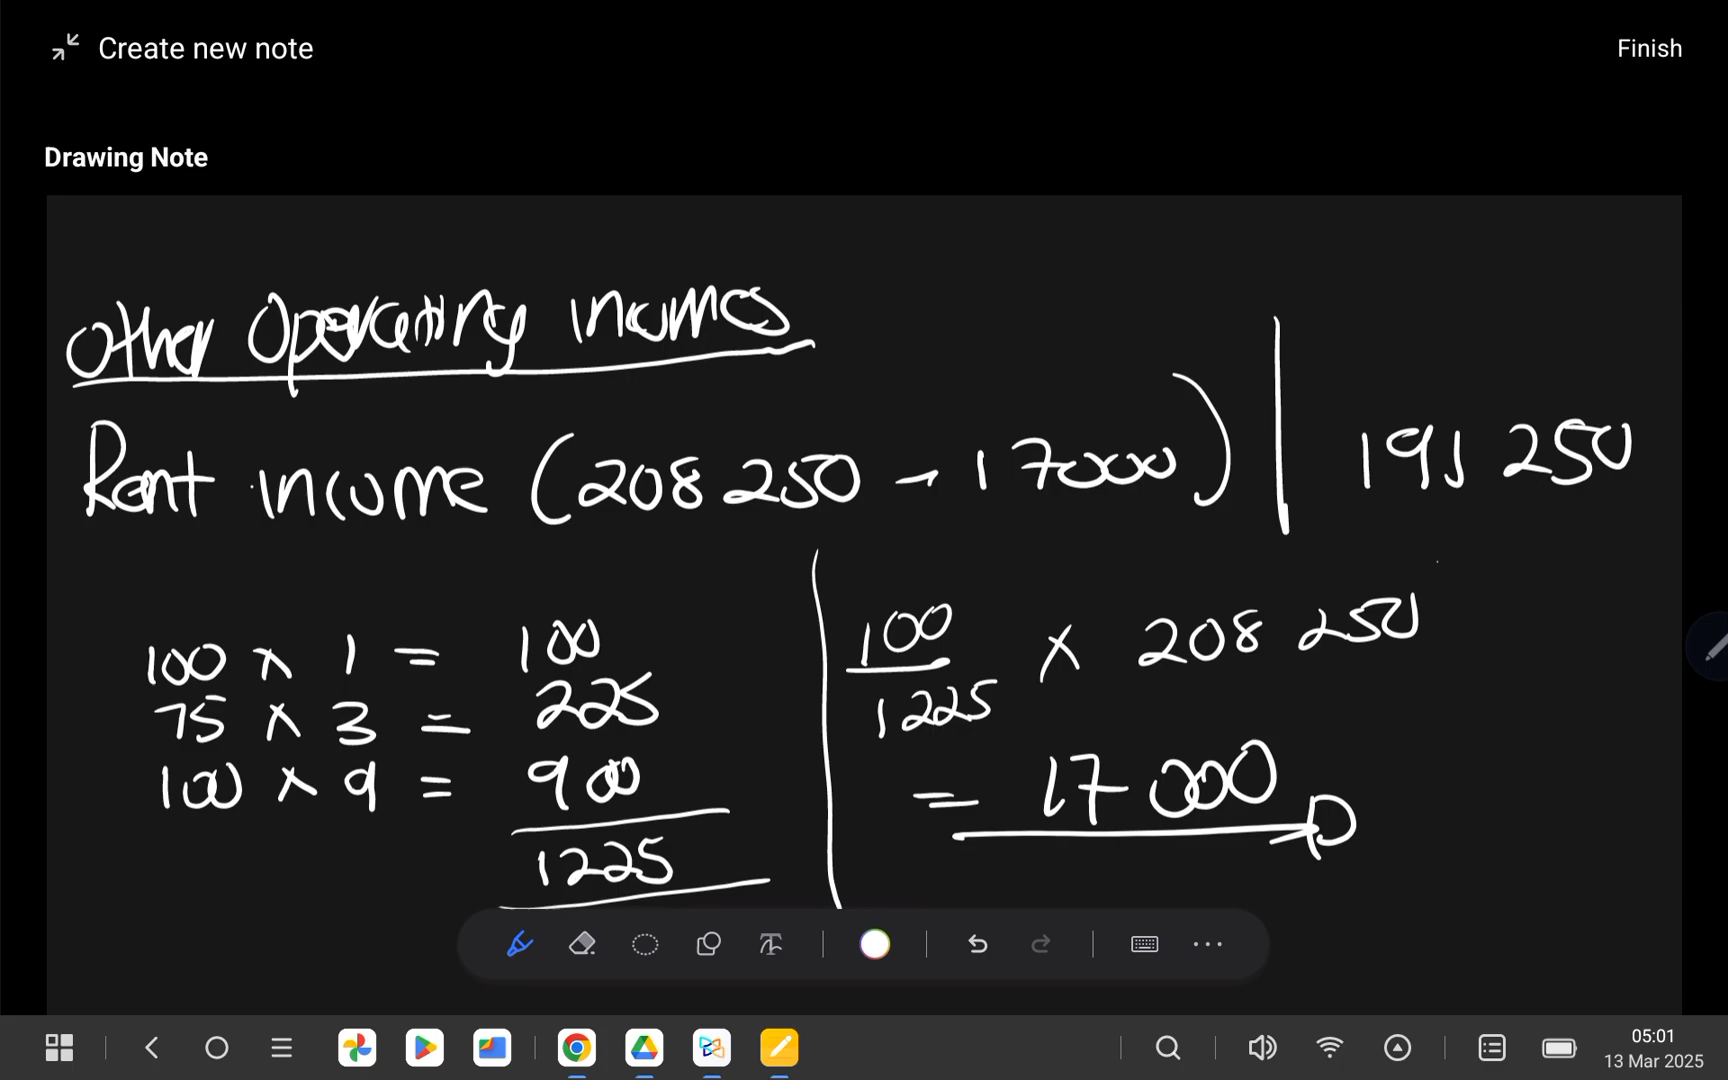 Create new note
Finish
Drawing Note
Other Operating incomes
Rent income (208 250 - 17000) | 191 250
100 x 1 = 100
75 x 3 = 225
100 x 9 = 900
1225
100
1225
x 208 250
= 17 000
05:01
13 Mar 2025